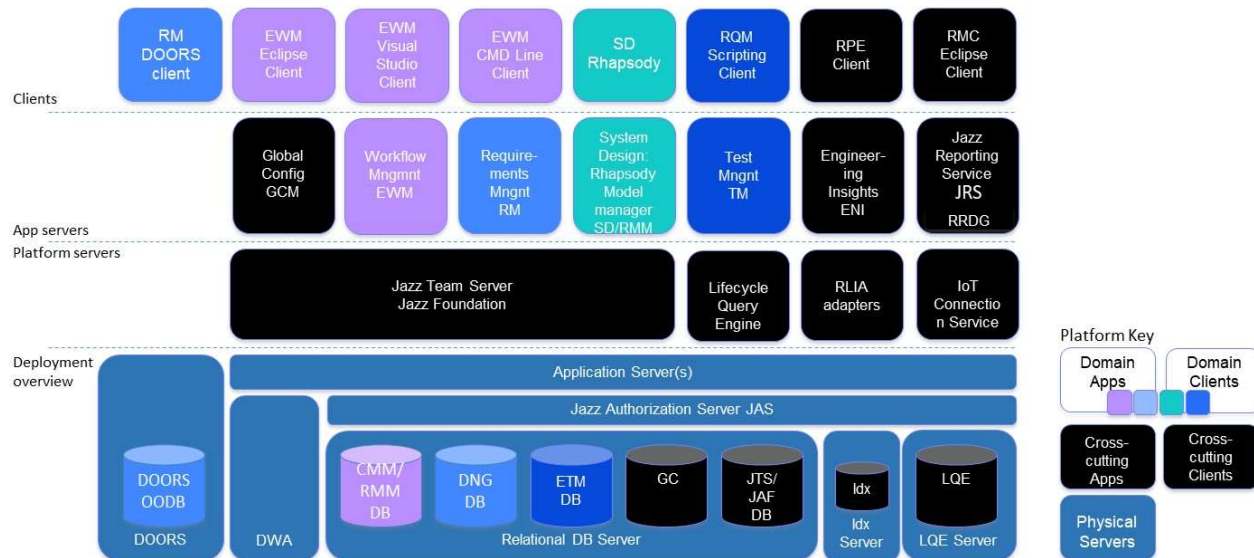 RM
DOORS
client
EWM
Eclipse
Client
EWM
Visual
Studio
Client
EWM
CMD Line
Client
SD
Rhapsody
RQM
Scripting
Client
RPE
Client
RMC
Eclipse
Client
Clients
Global
Config
GCM
Workflow
Mngmnt
EWM
Require-
ments
Mngnt
RM
System
Design:
Rhapsody
Model
manager
SD/RMM
Test
Mngnt
TM
Engineer-
ing
Insights
ENI
Jazz
Reporting
Service
JRS
RRDG
App servers
Platform servers
Jazz Team Server
Jazz Foundation
Lifecycle
Query
Engine
RLIA
adapters
IoT
Connectio
n Service
Deployment
overview
Application Server(s)
Jazz Authorization Server JAS
DOORS
OODB
DOORS
DWA
CMM/
RMM
DB
DNG
DB
ETM
DB
GC
JTS/
JAF
DB
Relational DB Server
Idx
Idx
Server
LQE
LQE Server
Platform Key
Domain
Apps
Domain
Clients
Cross-
cutting
Apps
Cross-
cutting
Clients
Physical
Servers